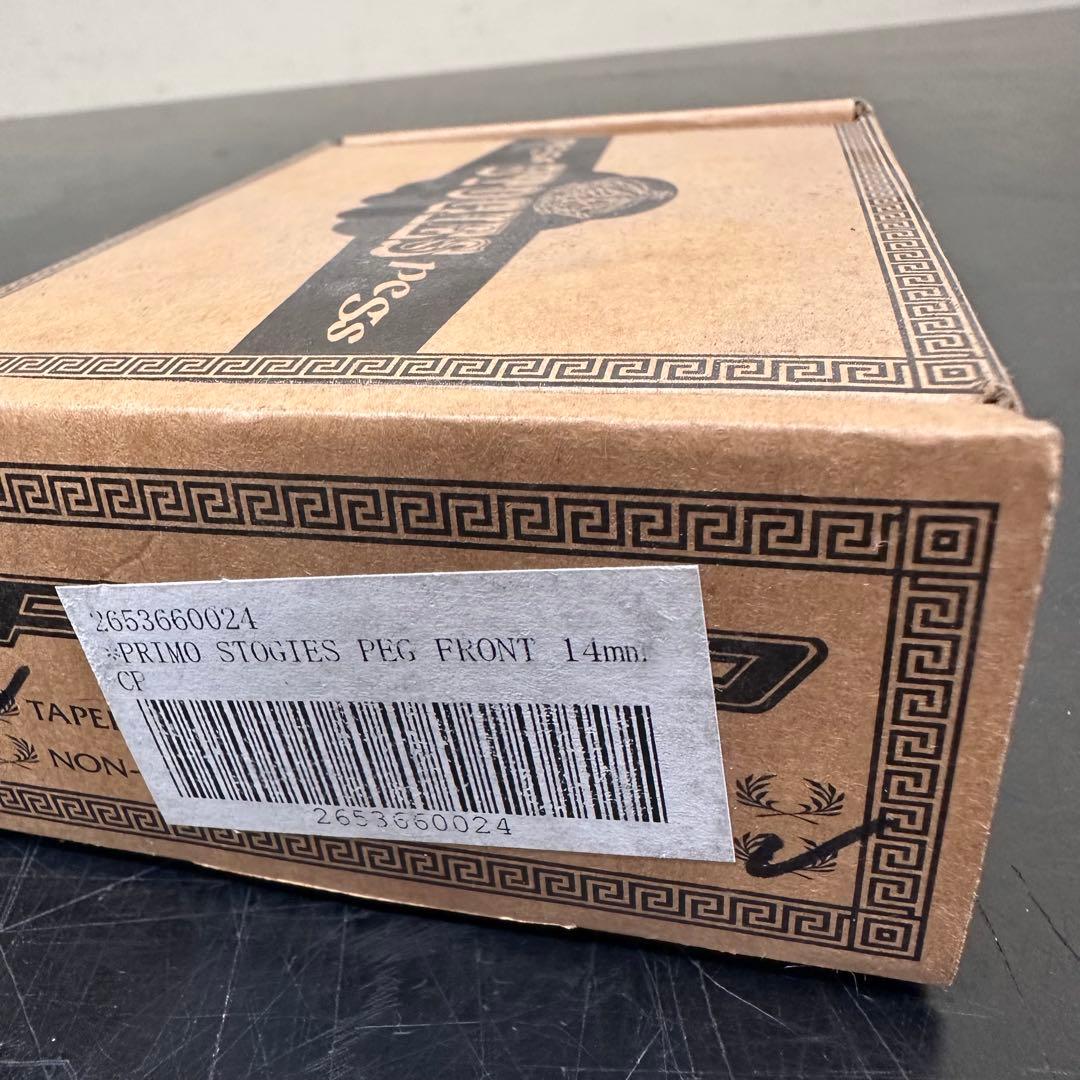 STOGIES
pegs
2653660024
*PRIMO STOGIES PEG FRONT 14mm.
CP
TAPE
NON-
2653660024